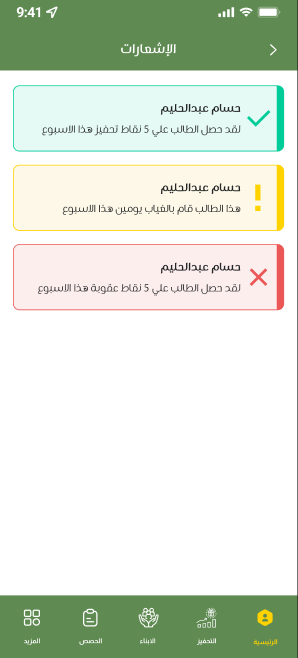 9:41
الإشعارات
حسام عبدالحليم
لقد حصل الطالب علي 5 نقاط تحفيز هذا الاسبوع
حسام عبدالحليم
هذا الطالب قام بالغياب يومين هذا الاسبوع
حسام عبدالحليم
لقد حصل الطالب علي 5 نقاط عقوبة هذا الاسبوع
الرئيسية
التحفيز
الابناء
الحصص
المزيد